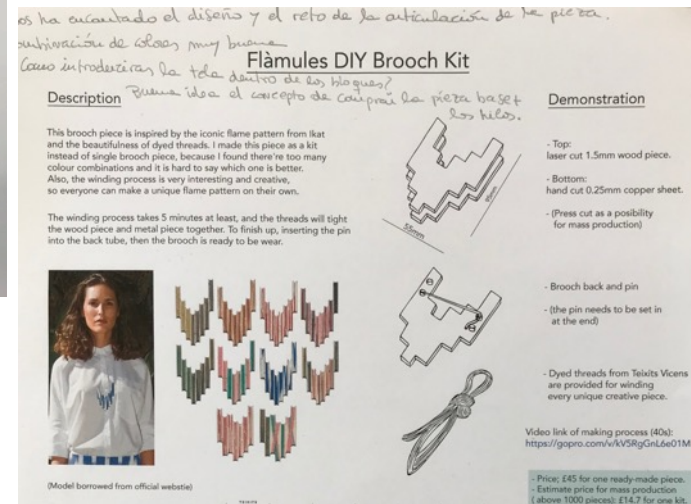 os ha encantado el diseño y el reto de la articulación de la pieza.
combinación de colores muy buena
Como introducirías la tela dentro de los bloques?
Flàmules DIY Brooch Kit
Buena idea el concepto de comprar la pieza base +
los hilos.
Description
This brooch piece is inspired by the iconic flame pattern from Ikat
and the beautifulness of dyed threads. I made this piece as a kit
instead of single brooch piece, because I found there're too many
colour combinations and it is hard to say which one is better.
Also, the winding process is very interesting and creative,
so everyone can make a unique flame pattern on their own.
The winding process takes 5 minutes at least, and the threads will tight
the wood piece and metal piece together. To finish up, inserting the pin
into the back tube, then the brooch is ready to be wear.
(Model borrowed from official webstie)
55mm
Demonstration
- Top:
laser cut 1.5mm wood piece.
- Bottom:
hand cut 0.25mm copper sheet.
- (Press cut as a posibility
for mass production)
- Brooch back and pin
- (the pin needs to be set in
at the end)
- Dyed threads from Teixits Vicens
are provided for winding
every unique creative piece.
Video link of making process (40s):
https://gopro.com/v/kV5RgGnL6e01M
- Price; £45 for one ready-made piece.
- Estimate price for mass production
( above 1000 pieces): £14.7 for one kit.